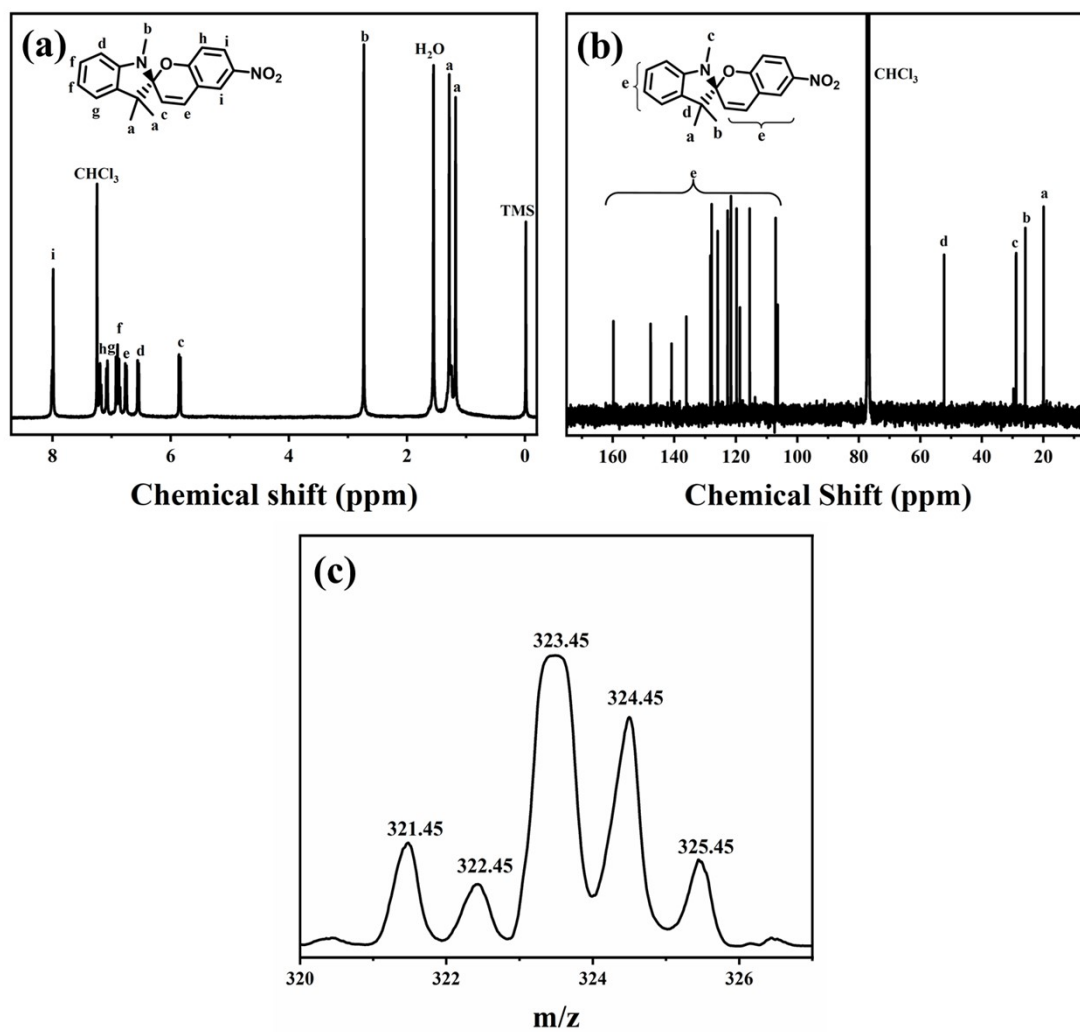 (a)
b
d
h
i
f
N
O
NO₂
f
i
g
c
e
a
a
b
H₂O
a
a
CHCl₃
TMS
i
f
h
g
e
d
c
8
6
4
2
0
Chemical shift (ppm)
(b)
c
N
O
NO₂
CHCl₃
e
d
b
e
a
e
a
b
d
c
160
140
120
100
80
60
40
20
Chemical Shift (ppm)
(c)
323.45
324.45
321.45
322.45
325.45
320
322
324
326
m/z